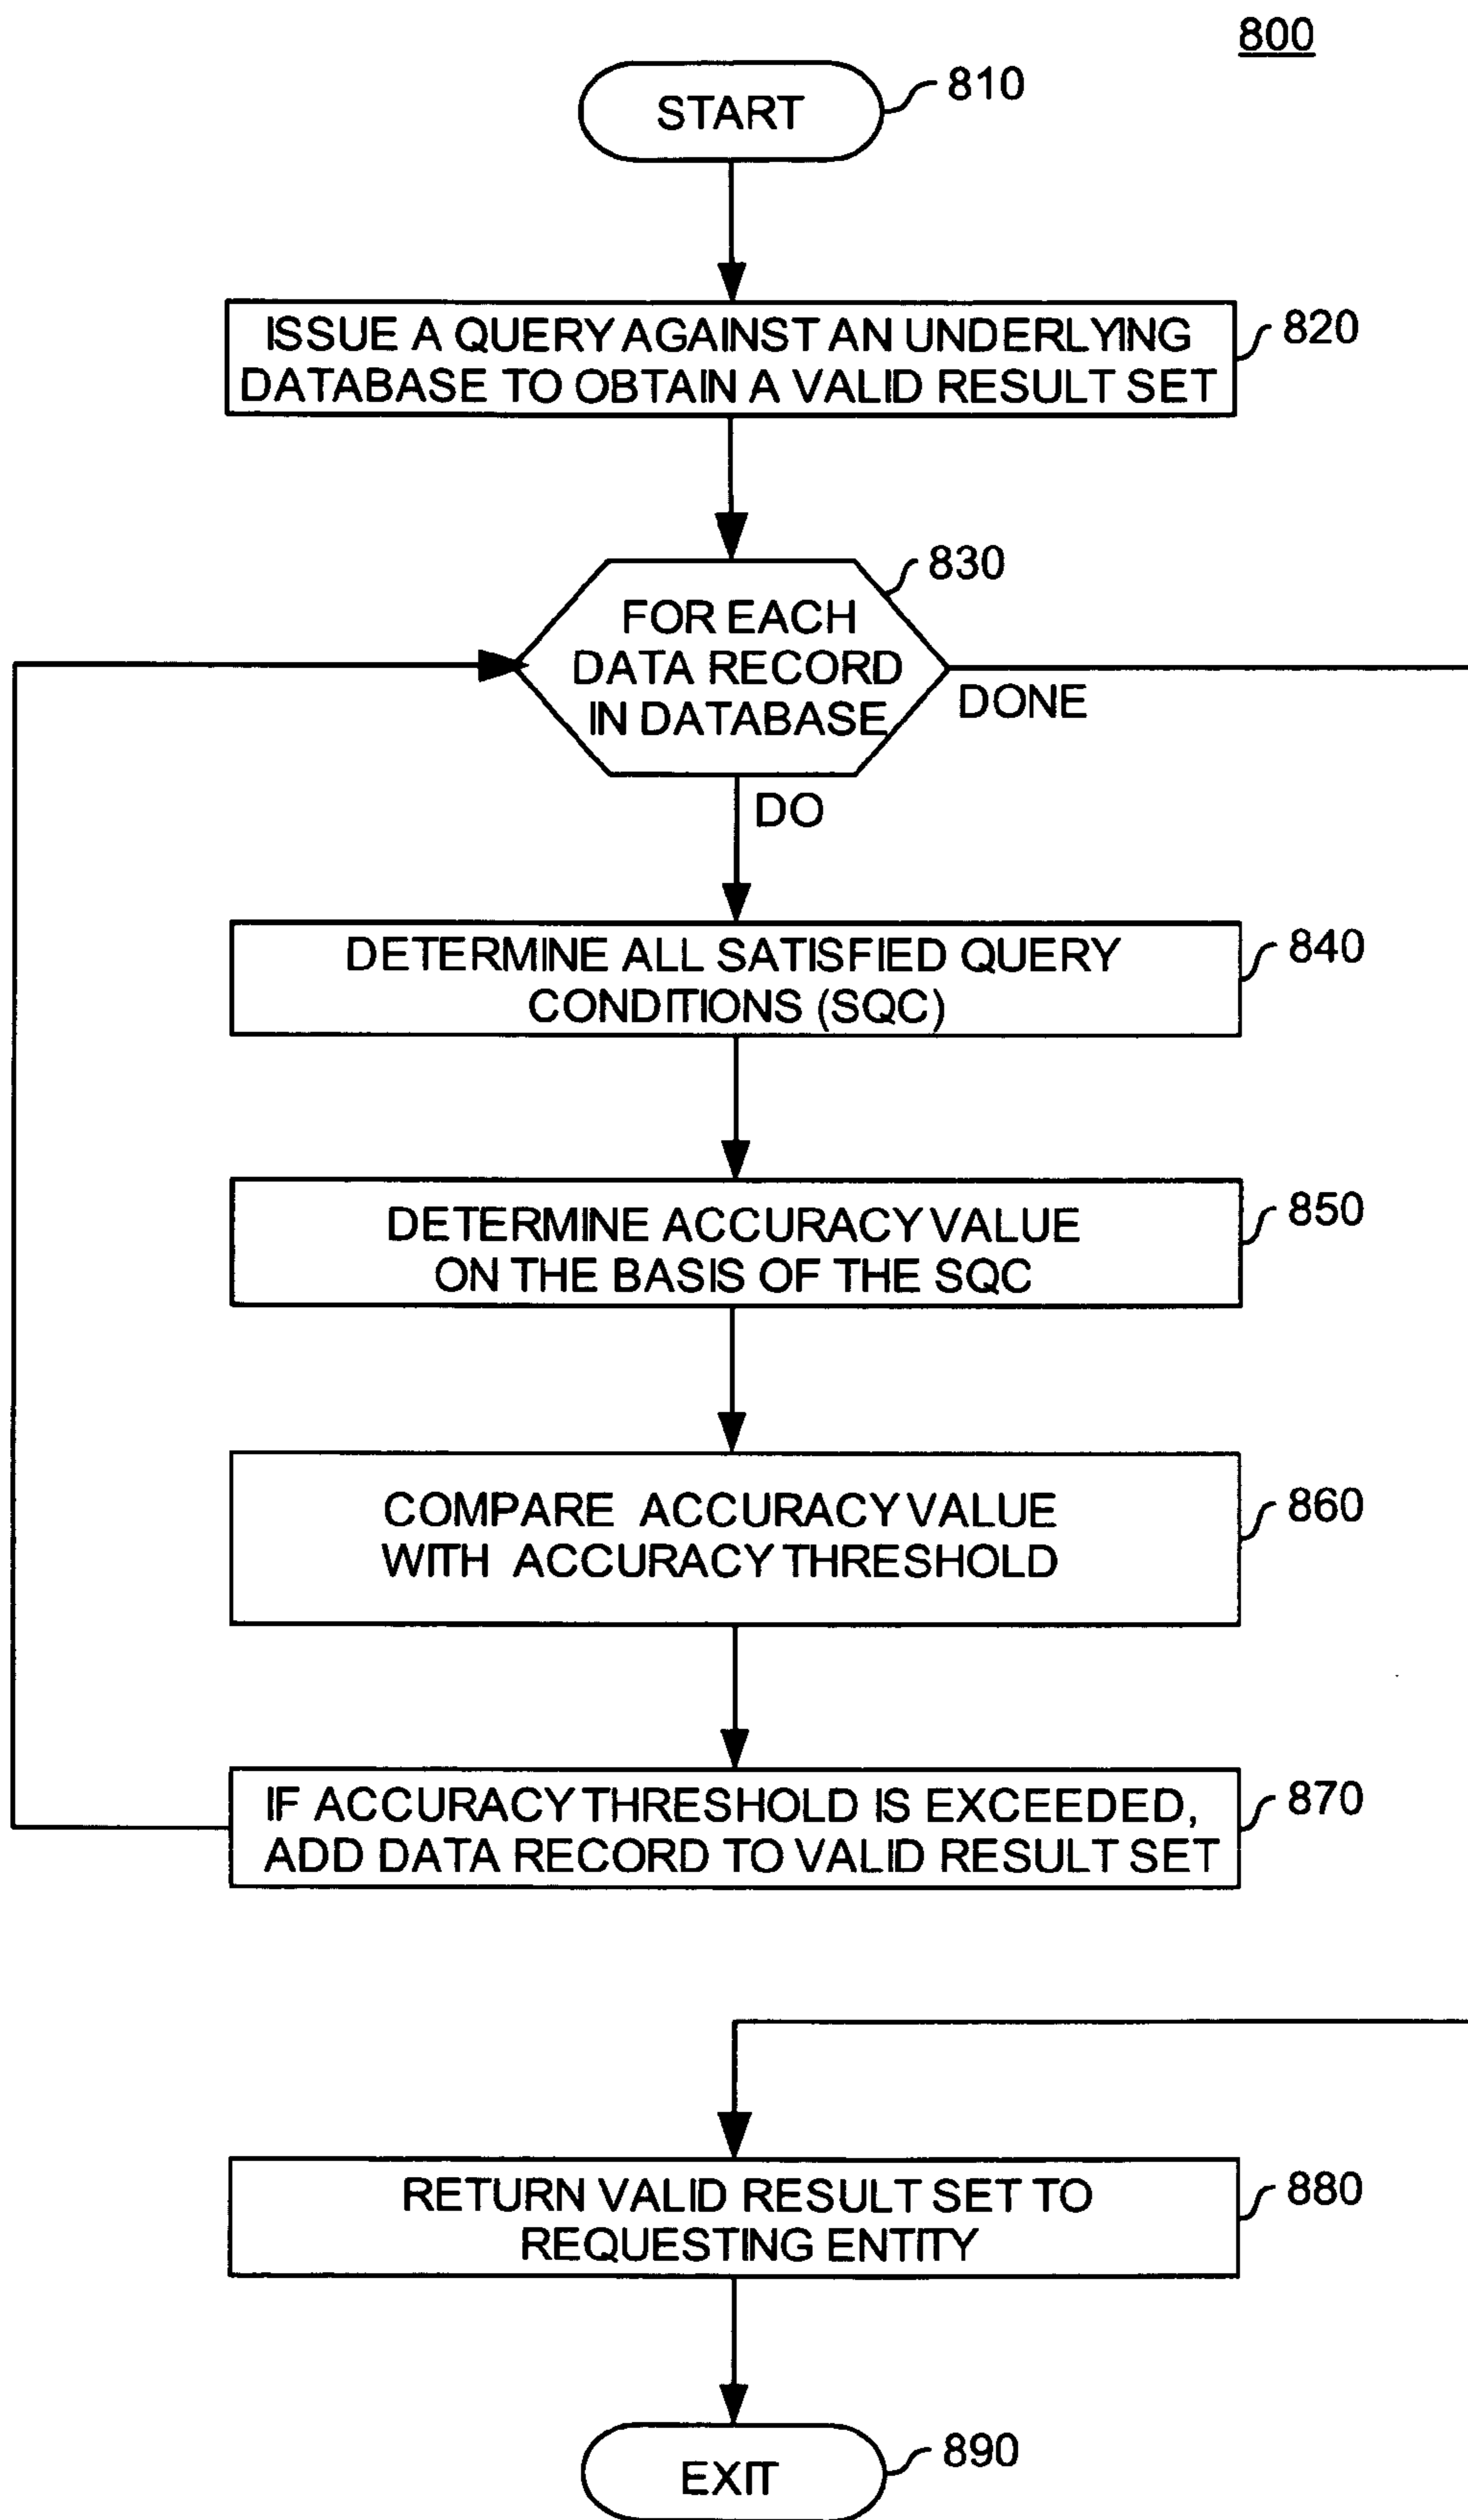 800
START
810
ISSUE A QUERY AGAINST AN UNDERLYING
DATABASE TO OBTAIN A VALID RESULT SET
820
830
FOR EACH
DATA RECORD
IN DATABASE
DONE
DO
DETERMINE ALL SATISFIED QUERY
CONDITIONS (SQC)
840
DETERMINE ACCURACY VALUE
ON THE BASIS OF THE SQC
850
COMPARE ACCURACY VALUE
WITH ACCURACY THRESHOLD
860
IF ACCURACY THRESHOLD IS EXCEEDED,
ADD DATA RECORD TO VALID RESULT SET
870
RETURN VALID RESULT SET TO
REQUESTING ENTITY
880
EXIT
890